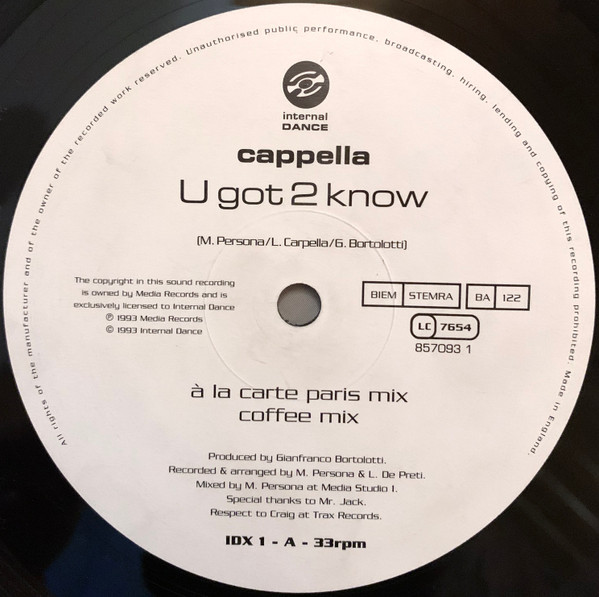 All rights of the manufacturer and of the owner of the recorded work reserved. Unauthorised public performance, broadcasting, hiring, lending and copying of this recording prohibited. Made in England.
internal
DANCE
cappella
U got 2 know
(M. Persona/L. Carpella/G. Bortolotti)
The copyright in this sound recording
is owned by Media Records and is
exclusively licensed to Internal Dance
℗ 1993 Media Records
© 1993 Internal Dance
BIEM STEMRA BA 122
LC 7654
857093 1
à la carte paris mix
coffee mix
Produced by Gianfranco Bortolotti.
Recorded & arranged by M. Persona & L. De Preti.
Mixed by M. Persona at Media Studio 1.
Special thanks to Mr. Jack.
Respect to Craig at Trax Records.
IDX 1 - A - 33rpm